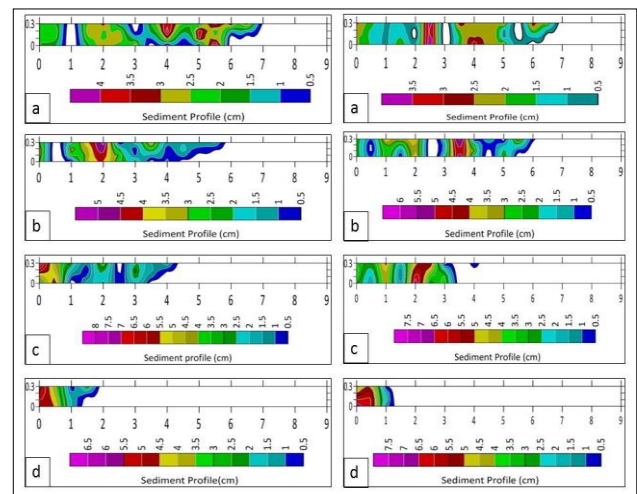 0.3
0
0 1 2 3 4 5 6 7 8 9
4 3.5 3 2.5 2 1.5 1 0.5
a
Sediment Profile (cm)
0.3
0
0 1 2 3 4 5 6 7 8 9
3.5 3 2.5 2 1.5 1 0.5
a
Sediment Profile (cm)
0.3
0
0 1 2 3 4 5 6 7 8 9
5 4.5 4 3.5 3 2.5 2 1.5 1 0.5
b
Sediment Profile (cm)
0.3
0
0 1 2 3 4 5 6 7 8 9
6 5.5 5 4.5 4 3.5 3 2.5 2 1.5 1 0.5
b
Sediment Profile (cm)
0.3
0
0 1 2 3 4 5 6 7 8 9
8 7.5 7 6.5 6 5.5 5 4.5 4 3.5 3 2.5 2 1.5 1 0.5
c
Sediment profile (cm)
0.3
0
0 1 2 3 4 5 6 7 8 9
7.5 7 6.5 6 5.5 5 4.5 4 3.5 3 2.5 2 1.5 1 0.5
c
Sediment Profile (cm)
0.3
0
0 1 2 3 4 5 6 7 8 9
6.5 6 5.5 5 4.5 4 3.5 3 2.5 2 1.5 1 0.5
d
Sediment Profile(cm)
0.3
0
0 1 2 3 4 5 6 7 8 9
7.5 7 6.5 6 5.5 5 4.5 4 3.5 3 2.5 2 1.5 1 0.5
d
Sediment Profile (cm)